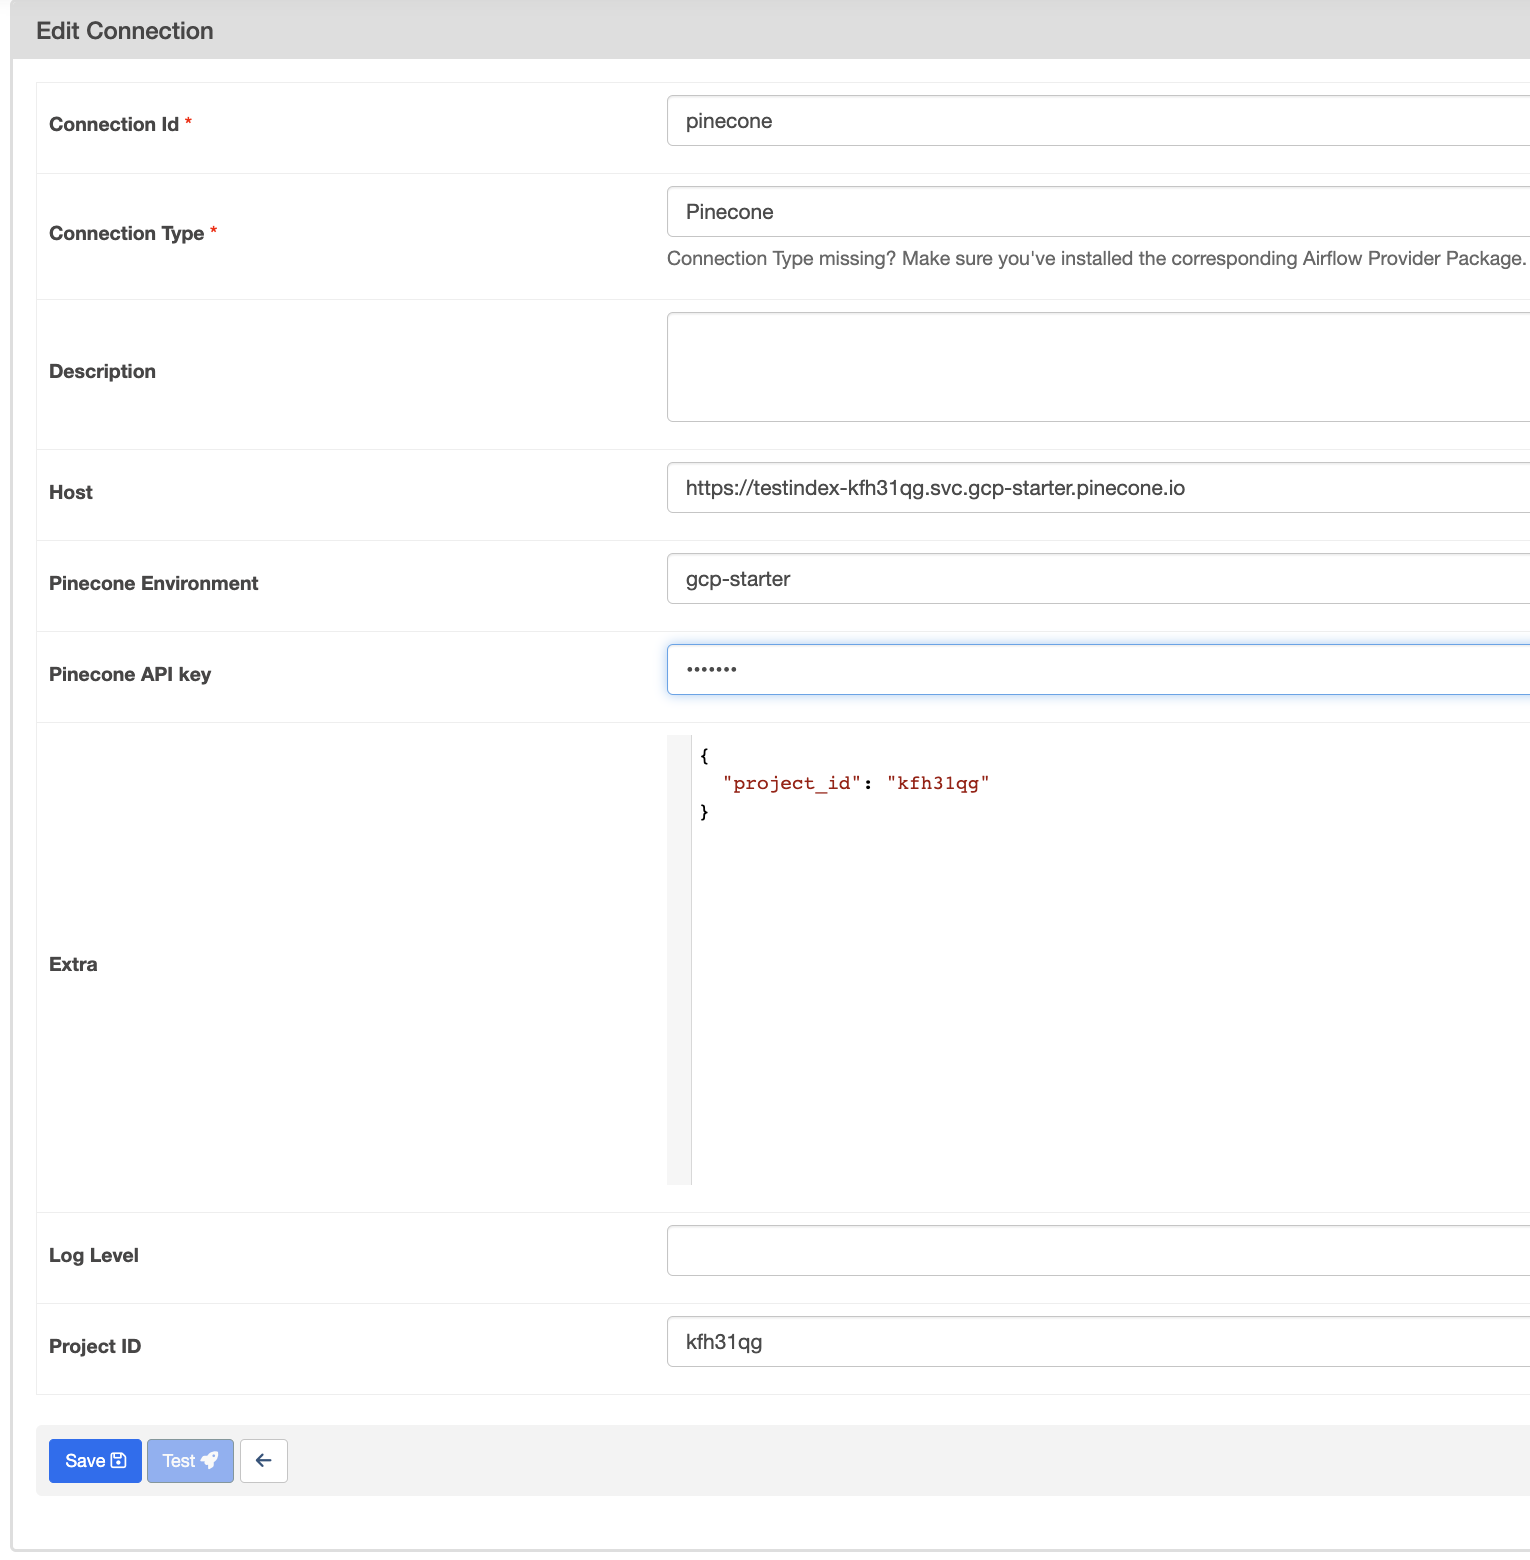 Edit Connection
Connection Id *
pinecone
Connection Type *
Pinecone
Connection Type missing? Make sure you've installed the corresponding Airflow Provider Package.
Description
Host
https://testindex-kfh31qg.svc.gcp-starter.pinecone.io
Pinecone Environment
gcp-starter
Pinecone API key
•••••••
Extra
{
"project_id": "kfh31qg"
}
Log Level
Project ID
kfh31qg
Save
Test